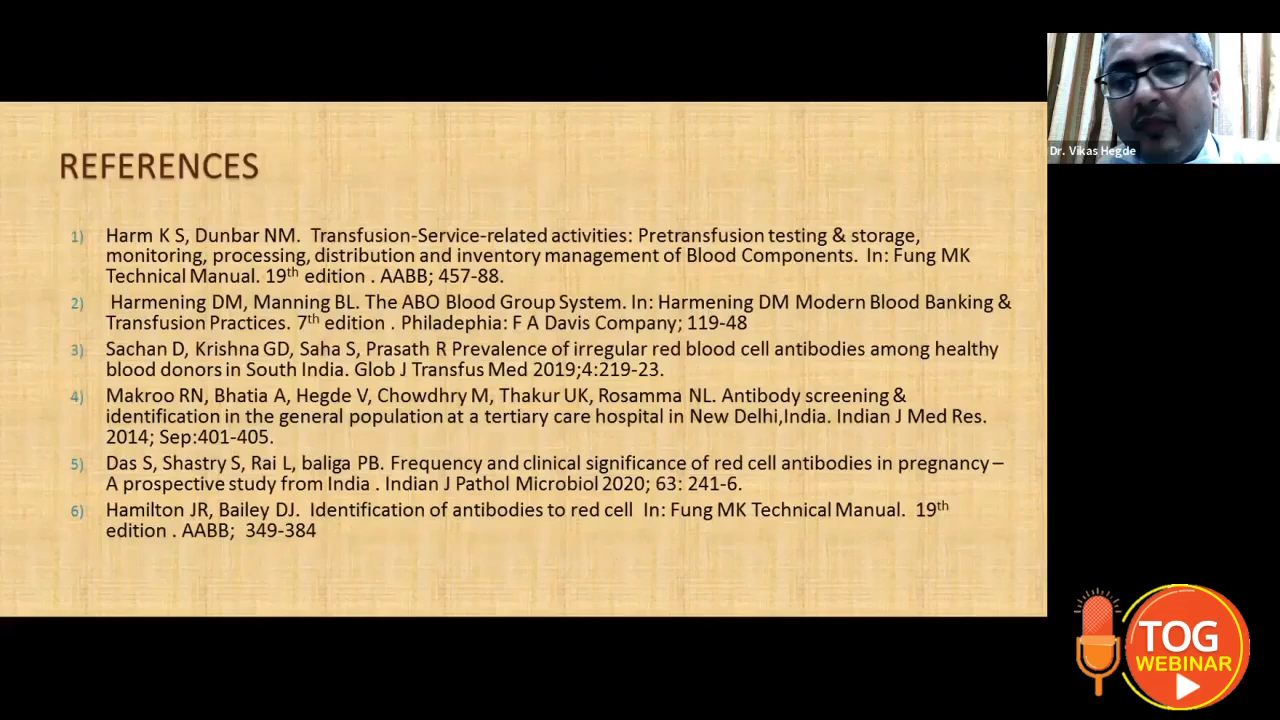 REFERENCES
1) Harm K S, Dunbar NM. Transfusion-Service-related activities: Pretransfusion testing & storage,
monitoring, processing, distribution and inventory management of Blood Components. In: Fung MK
Technical Manual. 19th edition . AABB; 457-88.
2) Harmening DM, Manning BL. The ABO Blood Group System. In: Harmening DM Modern Blood Banking &
Transfusion Practices. 7th edition . Philadephia: F A Davis Company; 119-48
3) Sachan D, Krishna GD, Saha S, Prasath R Prevalence of irregular red blood cell antibodies among healthy
blood donors in South India. Glob J Transfus Med 2019;4:219-23.
4) Makroo RN, Bhatia A, Hegde V, Chowdhry M, Thakur UK, Rosamma NL. Antibody screening &
identification in the general population at a tertiary care hospital in New Delhi,India. Indian J Med Res.
2014; Sep:401-405.
5) Das S, Shastry S, Rai L, baliga PB. Frequency and clinical significance of red cell antibodies in pregnancy –
A prospective study from India . Indian J Pathol Microbiol 2020; 63: 241-6.
6) Hamilton JR, Bailey DJ. Identification of antibodies to red cell In: Fung MK Technical Manual. 19th
edition . AABB; 349-384
Dr. Vikas Hegde
TOG
WEBINAR